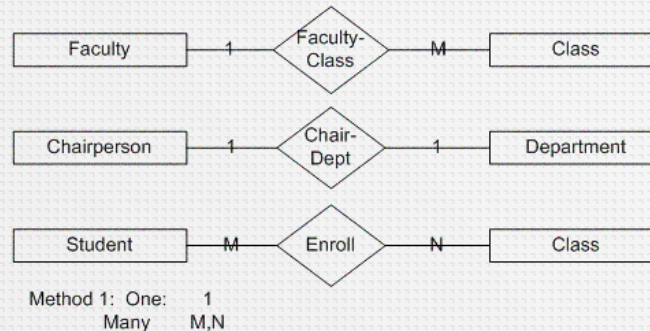 Faculty 1 Faculty- M Class
Class
Chairperson 1 Chair- 1 Department
Dept
Student M Enroll N Class
Method 1: One: 1
Many M,N